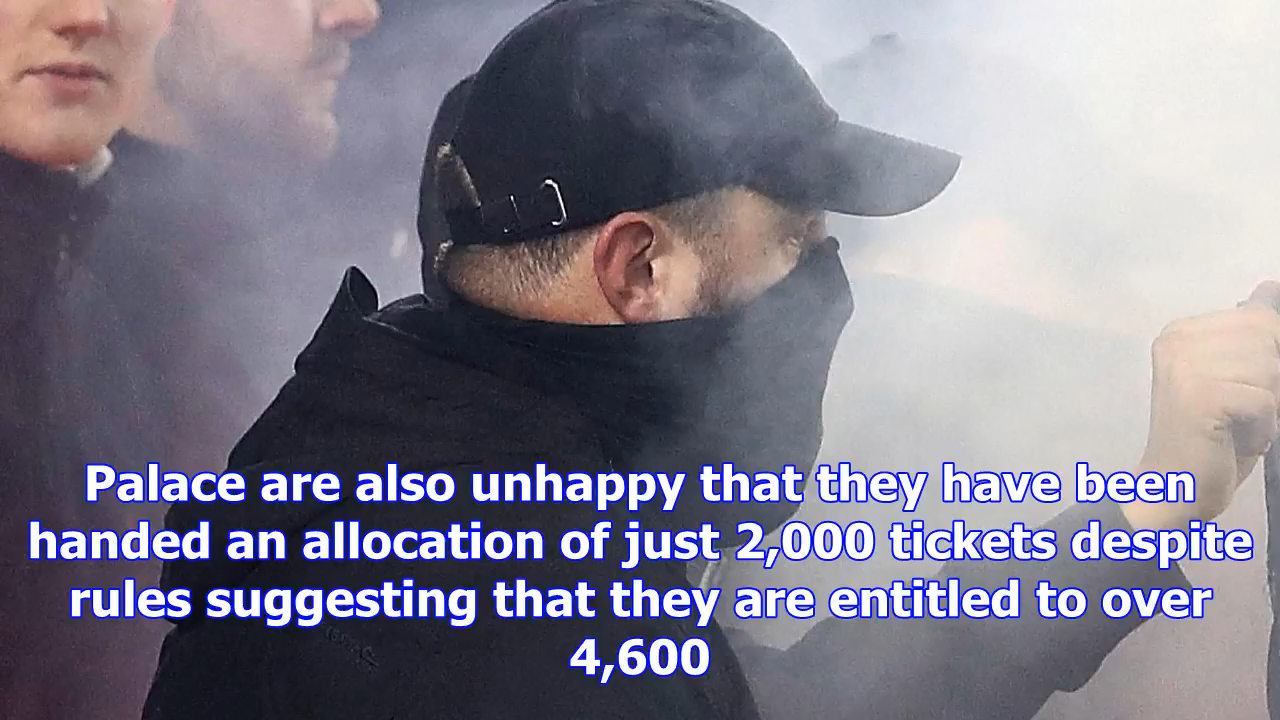 Palace are also unhappy that they have been
handed an allocation of just 2,000 tickets despite
rules suggesting that they are entitled to over
4,600